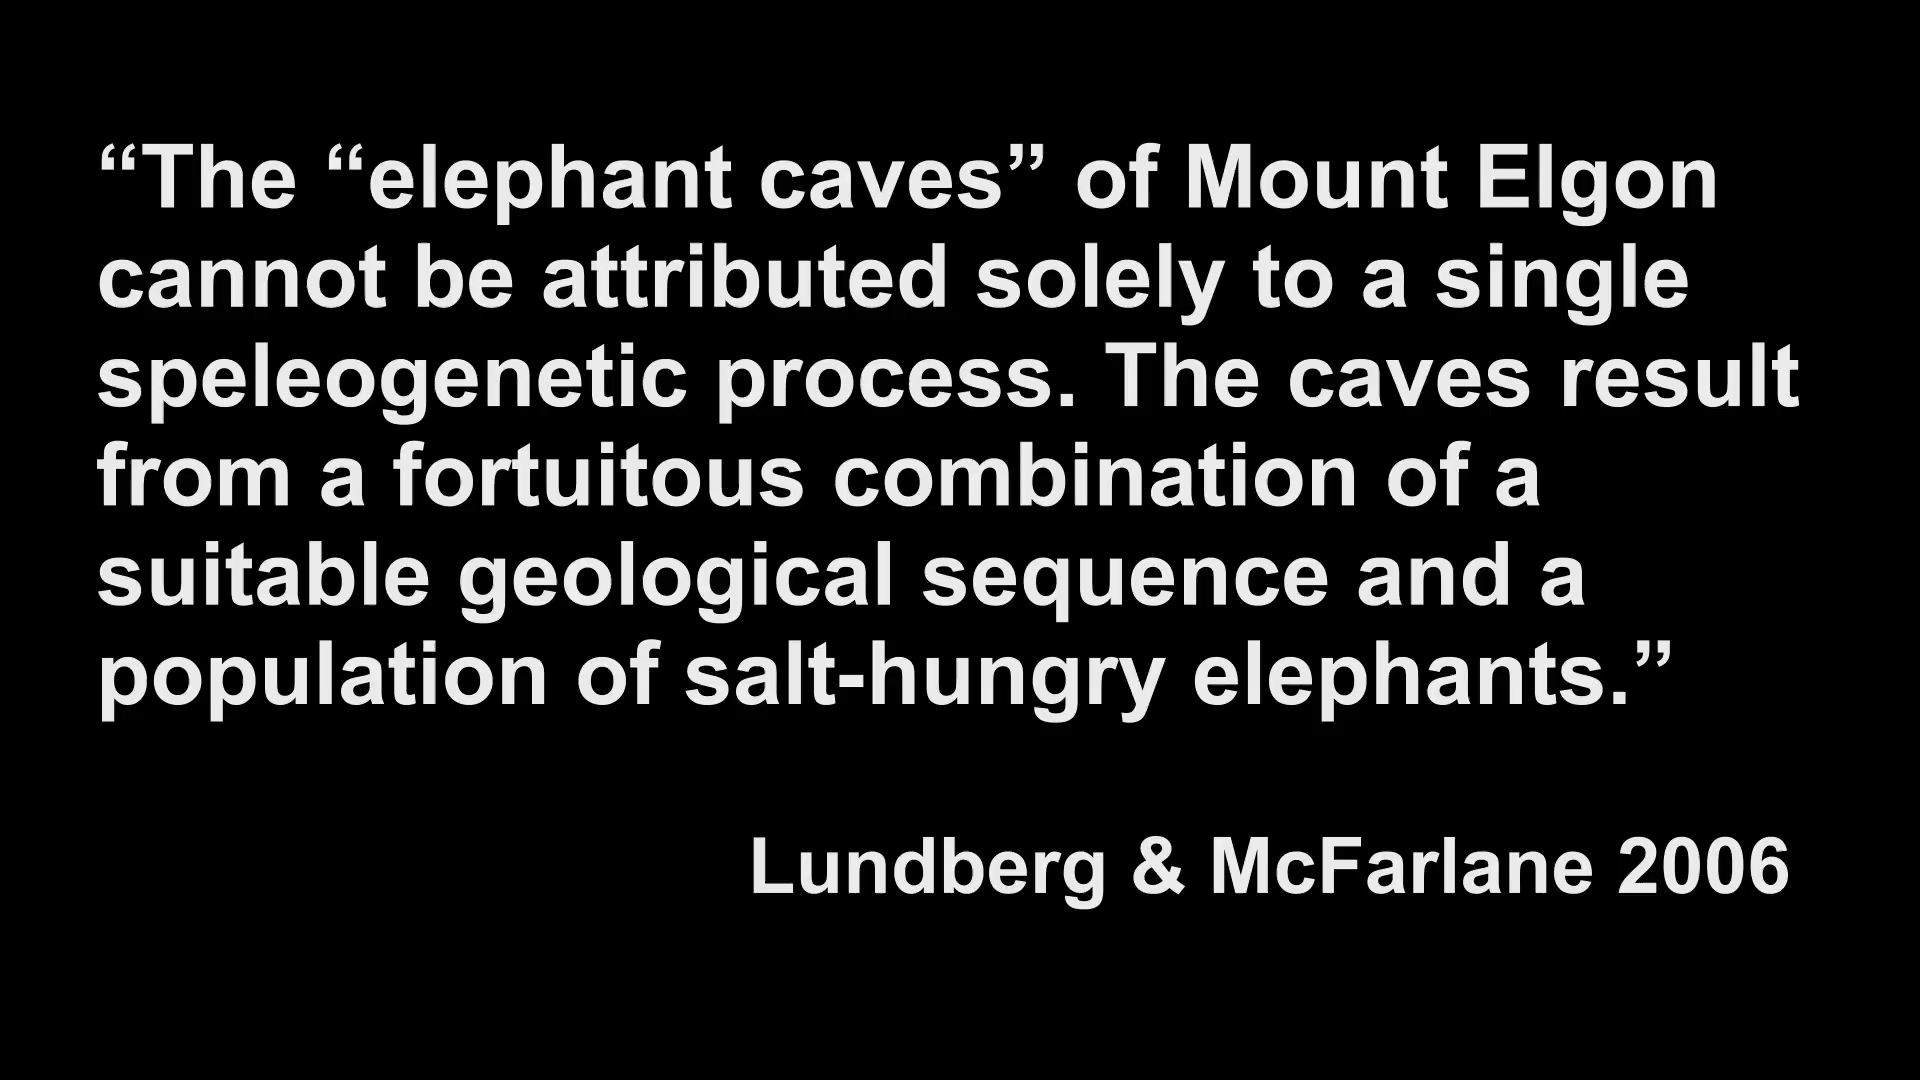 “The “elephant caves” of Mount Elgon
cannot be attributed solely to a single
speleogenetic process. The caves result
from a fortuitous combination of a
suitable geological sequence and a
population of salt-hungry elephants.”
Lundberg & McFarlane 2006